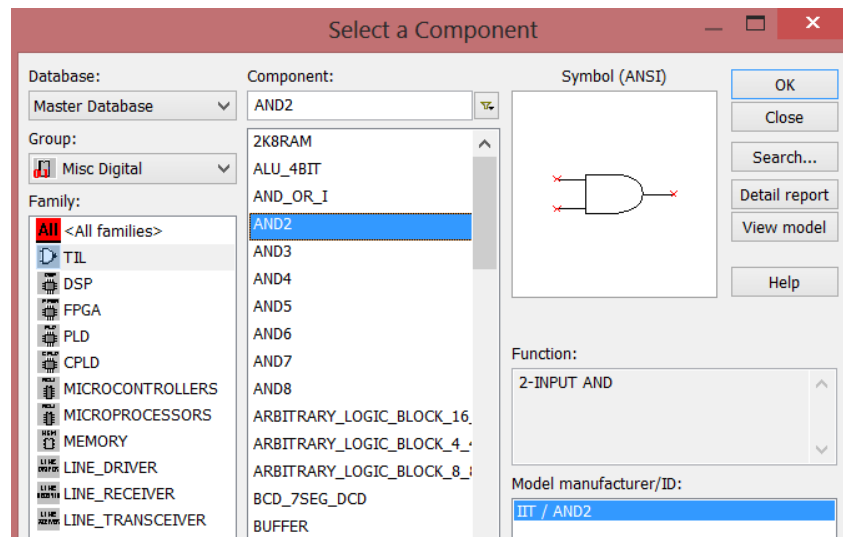 Select a Component
Database:
Master Database
Group:
Misc Digital
Family:
All <All families>
TIL
DSP
FPGA
PLD
CPLD
MICROCONTROLLERS
MICROPROCESSORS
MEMORY
LINE_DRIVER
LINE_RECEIVER
LINE_TRANSCEIVER
Component:
AND2
2K8RAM
ALU_4BIT
AND_OR_I
AND2
AND3
AND4
AND5
AND6
AND7
AND8
ARBITRARY_LOGIC_BLOCK_16_
ARBITRARY_LOGIC_BLOCK_4_
ARBITRARY_LOGIC_BLOCK_8_
BCD_7SEG_DCD
BUFFER
Symbol (ANSI)
Function:
2-INPUT AND
Model manufacturer/ID:
IIT / AND2
OK
Close
Search...
Detail report
View model
Help